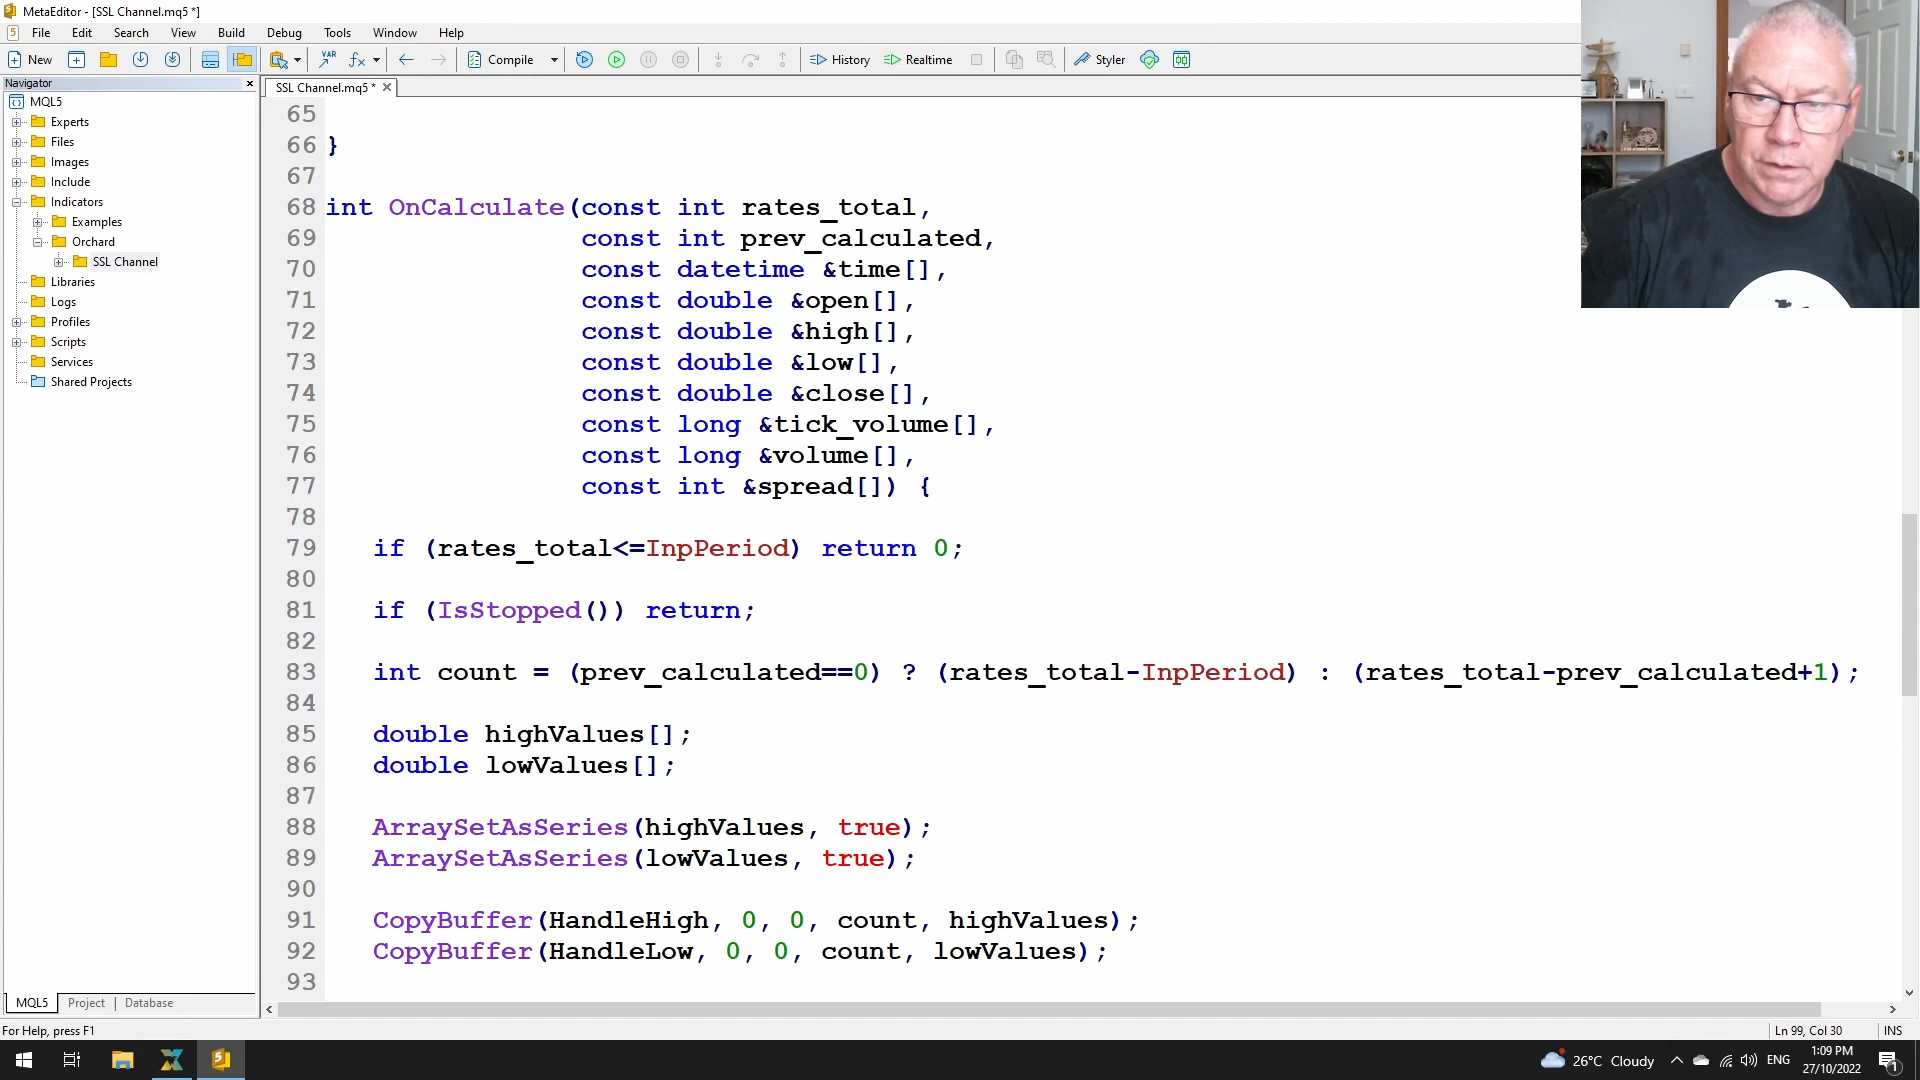 MetaEditor - [SSL Channel.mq5 *]
File Edit Search View Build Debug Tools Window Help
New Compile History Realtime Styler
Navigator
MQL5
Experts
Files
Images
Include
Indicators
Examples
Orchard
SSL Channel
Libraries
Logs
Profiles
Scripts
Services
Shared Projects
MQL5 Project Database
SSL Channel.mq5 *
65
66 }
67
68 int OnCalculate(const int rates_total,
69 const int prev_calculated,
70 const datetime &time[],
71 const double &open[],
72 const double &high[],
73 const double &low[],
74 const double &close[],
75 const long &tick_volume[],
76 const long &volume[],
77 const int &spread[]) {
78
79 if (rates_total<=InpPeriod) return 0;
80
81 if (IsStopped()) return;
82
83 int count = (prev_calculated==0) ? (rates_total-InpPeriod) : (rates_total-prev_calculated+1);
84
85 double highValues[];
86 double lowValues[];
87
88 ArraySetAsSeries(highValues, true);
89 ArraySetAsSeries(lowValues, true);
90
91 CopyBuffer(HandleHigh, 0, 0, count, highValues);
92 CopyBuffer(HandleLow, 0, 0, count, lowValues);
93
For Help, press F1
Ln 99, Col 30
INS
26°C Cloudy
ENG
1:09 PM
27/10/2022
1